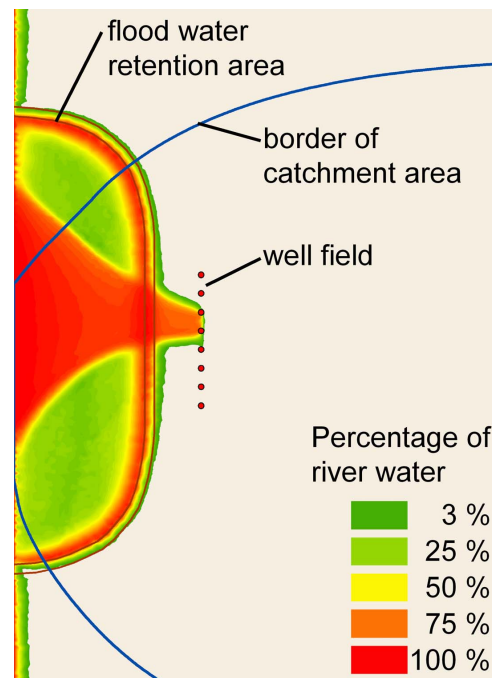 flood water
retention area
border of
catchment area
well field
Percentage of
river water
3 %
25 %
50 %
75 %
100 %